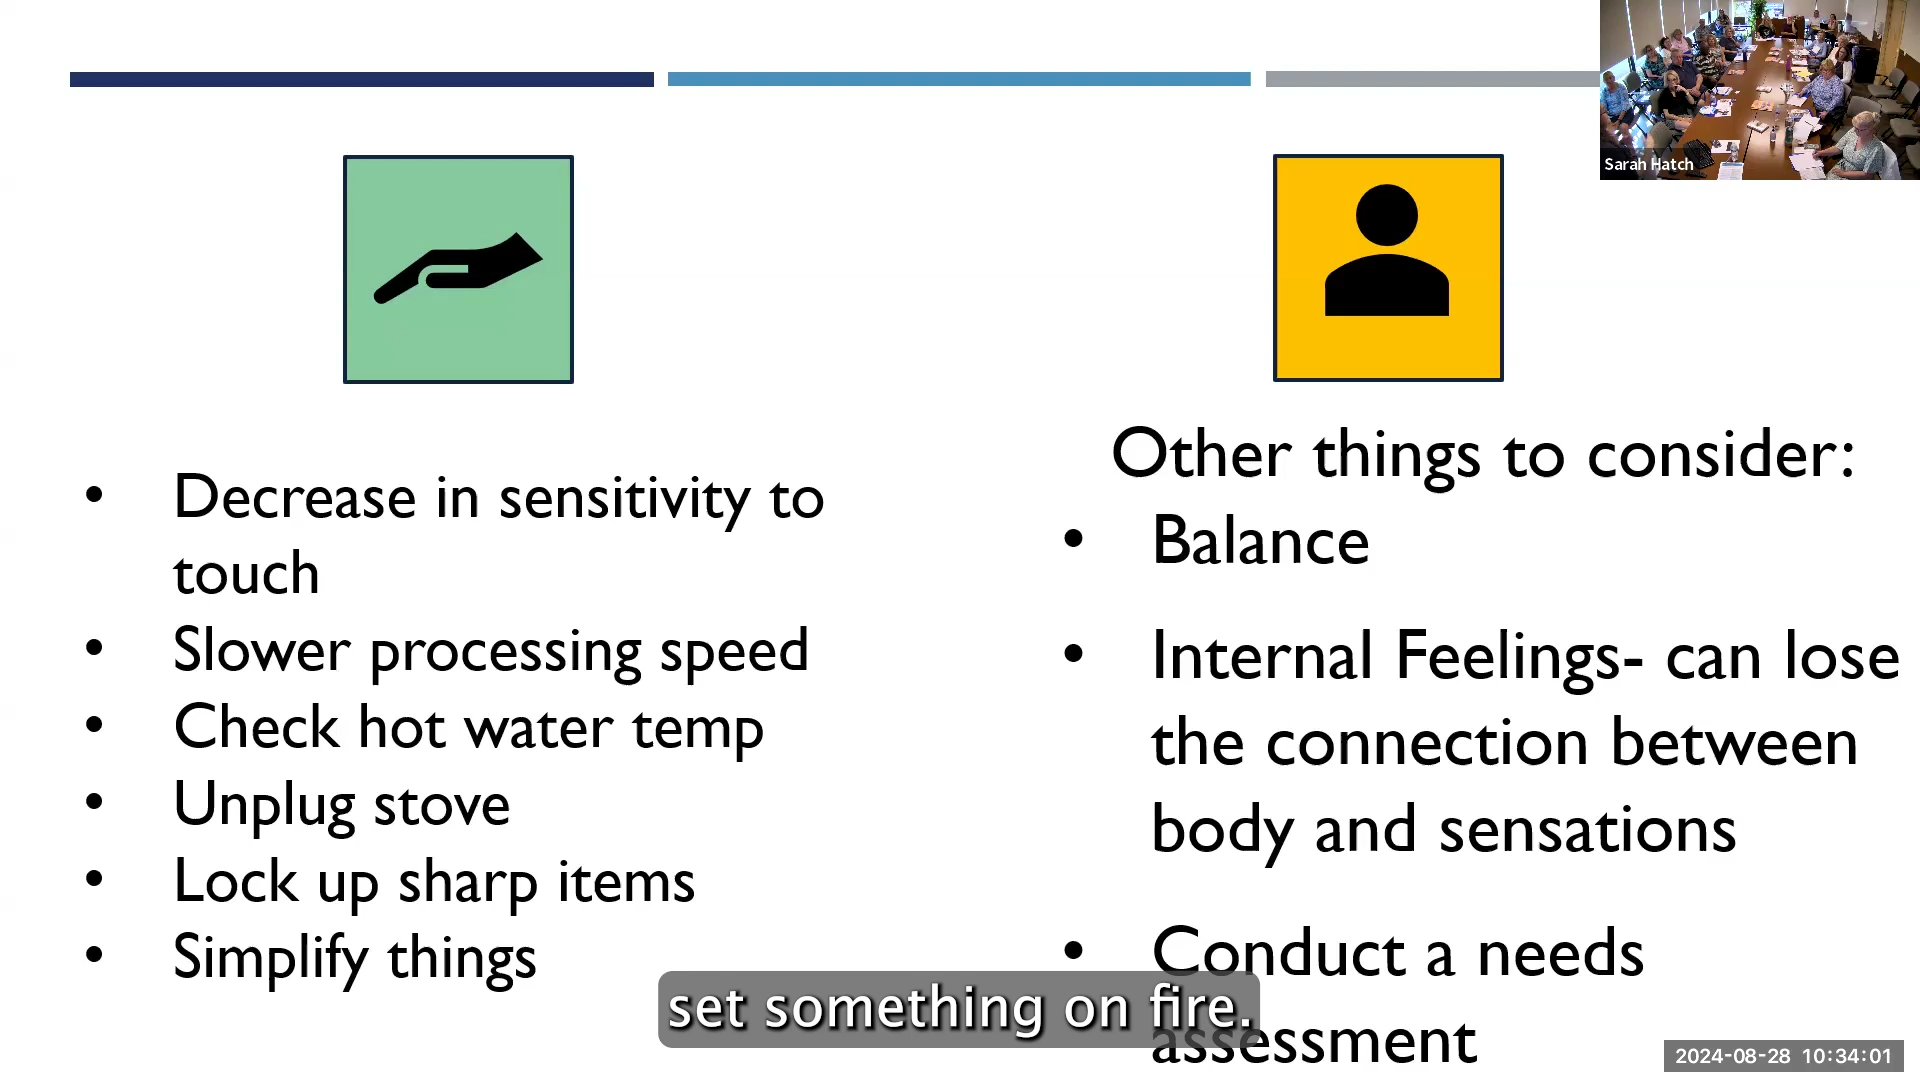 Sarah Hatch
• Decrease in sensitivity to
touch
• Slower processing speed
• Check hot water temp
• Unplug stove
• Lock up sharp items
• Simplify things
Other things to consider:
• Balance
• Internal Feelings- can lose
the connection between
body and sensations
• Conduct a needs
assessment
set something on fire.
2024-08-28 10:34:01